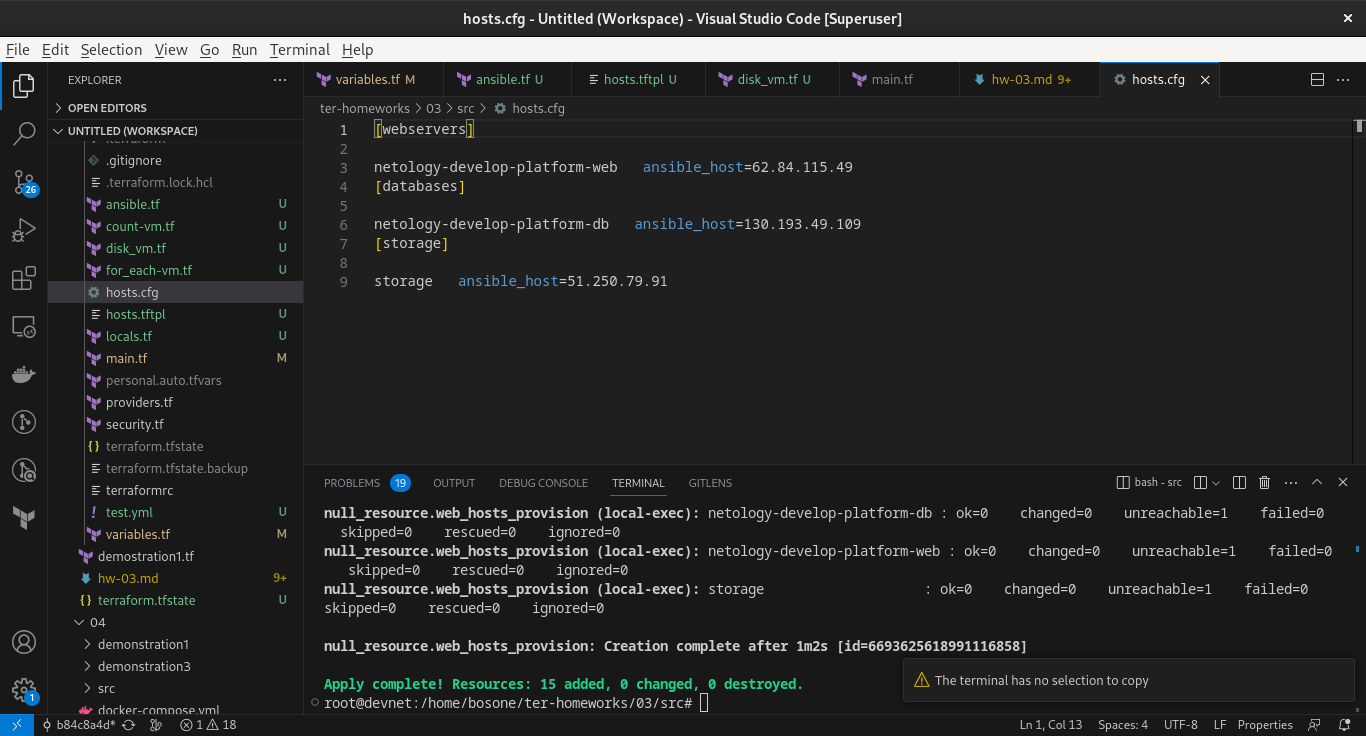 hosts.cfg - Untitled (Workspace) - Visual Studio Code [Superuser]
File Edit Selection View Go Run Terminal Help
EXPLORER
OPEN EDITORS
UNTITLED (WORKSPACE)
.terraform
.gitignore
.terraform.lock.hcl
ansible.tf U
count-vm.tf U
disk_vm.tf U
for_each-vm.tf U
hosts.cfg
hosts.tftpl U
locals.tf U
main.tf M
personal.auto.tfvars
providers.tf
security.tf
terraform.tfstate
terraform.tfstate.backup
terraformrc
test.yml U
variables.tf M
demostration1.tf
hw-03.md 9+
terraform.tfstate U
04
demonstration1
demonstration3
src
docker-compose.yml
26
1
variables.tf M ansible.tf U hosts.tftpl U disk_vm.tf U main.tf hw-03.md 9+ hosts.cfg
ter-homeworks > 03 > src > hosts.cfg
1 [webservers]
2
3 netology-develop-platform-web   ansible_host=62.84.115.49
4 [databases]
5
6 netology-develop-platform-db   ansible_host=130.193.49.109
7 [storage]
8
9 storage   ansible_host=51.250.79.91
PROBLEMS 19 OUTPUT DEBUG CONSOLE TERMINAL GITLENS bash - src
null_resource.web_hosts_provision (local-exec): netology-develop-platform-db : ok=0    changed=0    unreachable=1    failed=0
skipped=0    rescued=0    ignored=0
null_resource.web_hosts_provision (local-exec): netology-develop-platform-web : ok=0    changed=0    unreachable=1    failed=0
skipped=0    rescued=0    ignored=0
null_resource.web_hosts_provision (local-exec): storage                    : ok=0    changed=0    unreachable=1    failed=0
skipped=0    rescued=0    ignored=0
null_resource.web_hosts_provision: Creation complete after 1m2s [id=6693625618991116858]
Apply complete! Resources: 15 added, 0 changed, 0 destroyed.
root@devnet:/home/bosone/ter-homeworks/03/src#
The terminal has no selection to copy
b84c8a4d* 1 18 Ln 1, Col 13 Spaces: 4 UTF-8 LF Properties